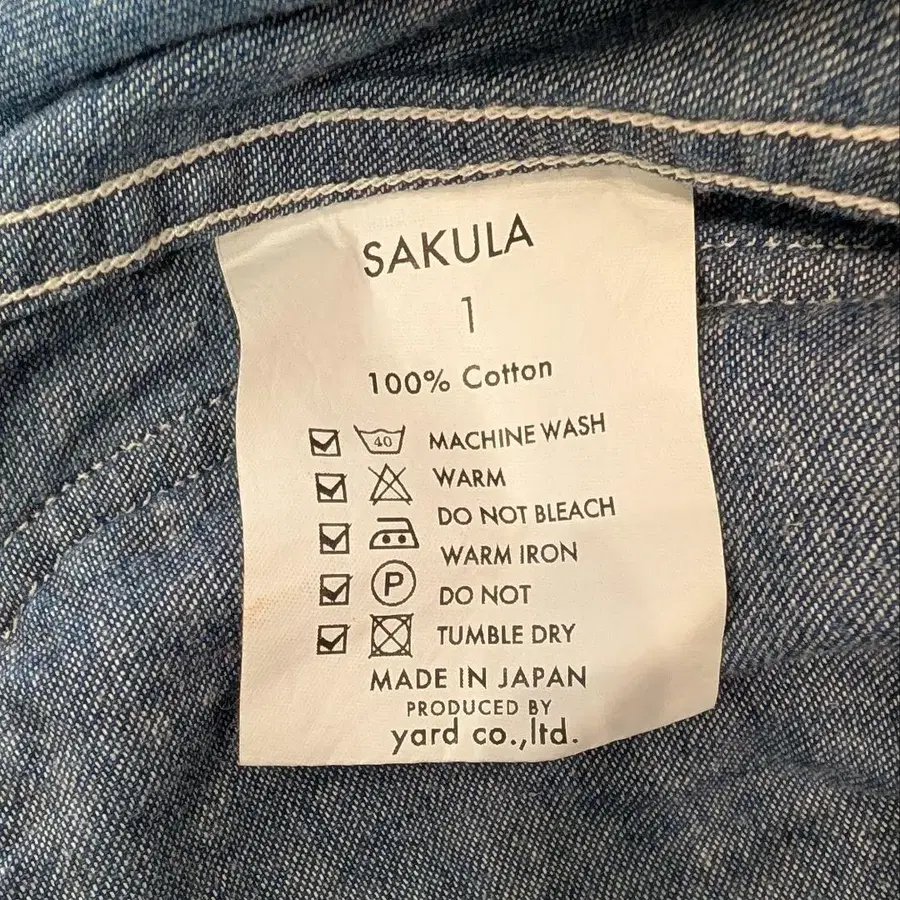 SAKULA
1
100% Cotton
40 MACHINE WASH
WARM
DO NOT BLEACH
WARM IRON
P DO NOT
TUMBLE DRY
MADE IN JAPAN
PRODUCED BY
yard co.,ltd.